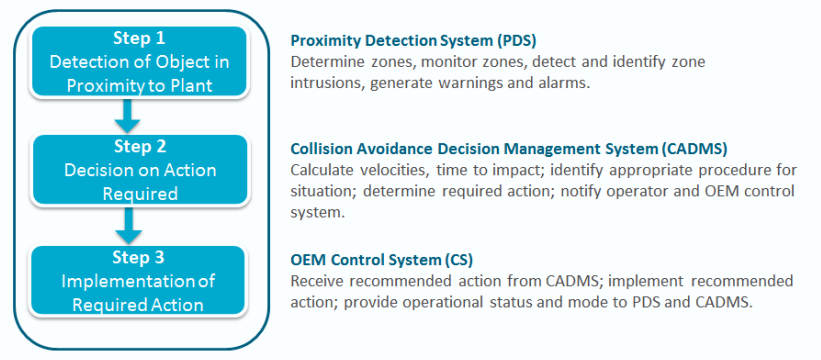 Step 1
Detection of Object in
Proximity to Plant
Proximity Detection System (PDS)
Determine zones, monitor zones, detect and identify zone
intrusions, generate warnings and alarms.
Step 2
Decision on Action
Required
Collision Avoidance Decision Management System (CADMS)
Calculate velocities, time to impact; identify appropriate procedure for
situation; determine required action; notify operator and OEM control
system.
Step 3
Implementation of
Required Action
OEM Control System (CS)
Receive recommended action from CADMS; implement recommended
action; provide operational status and mode to PDS and CADMS.